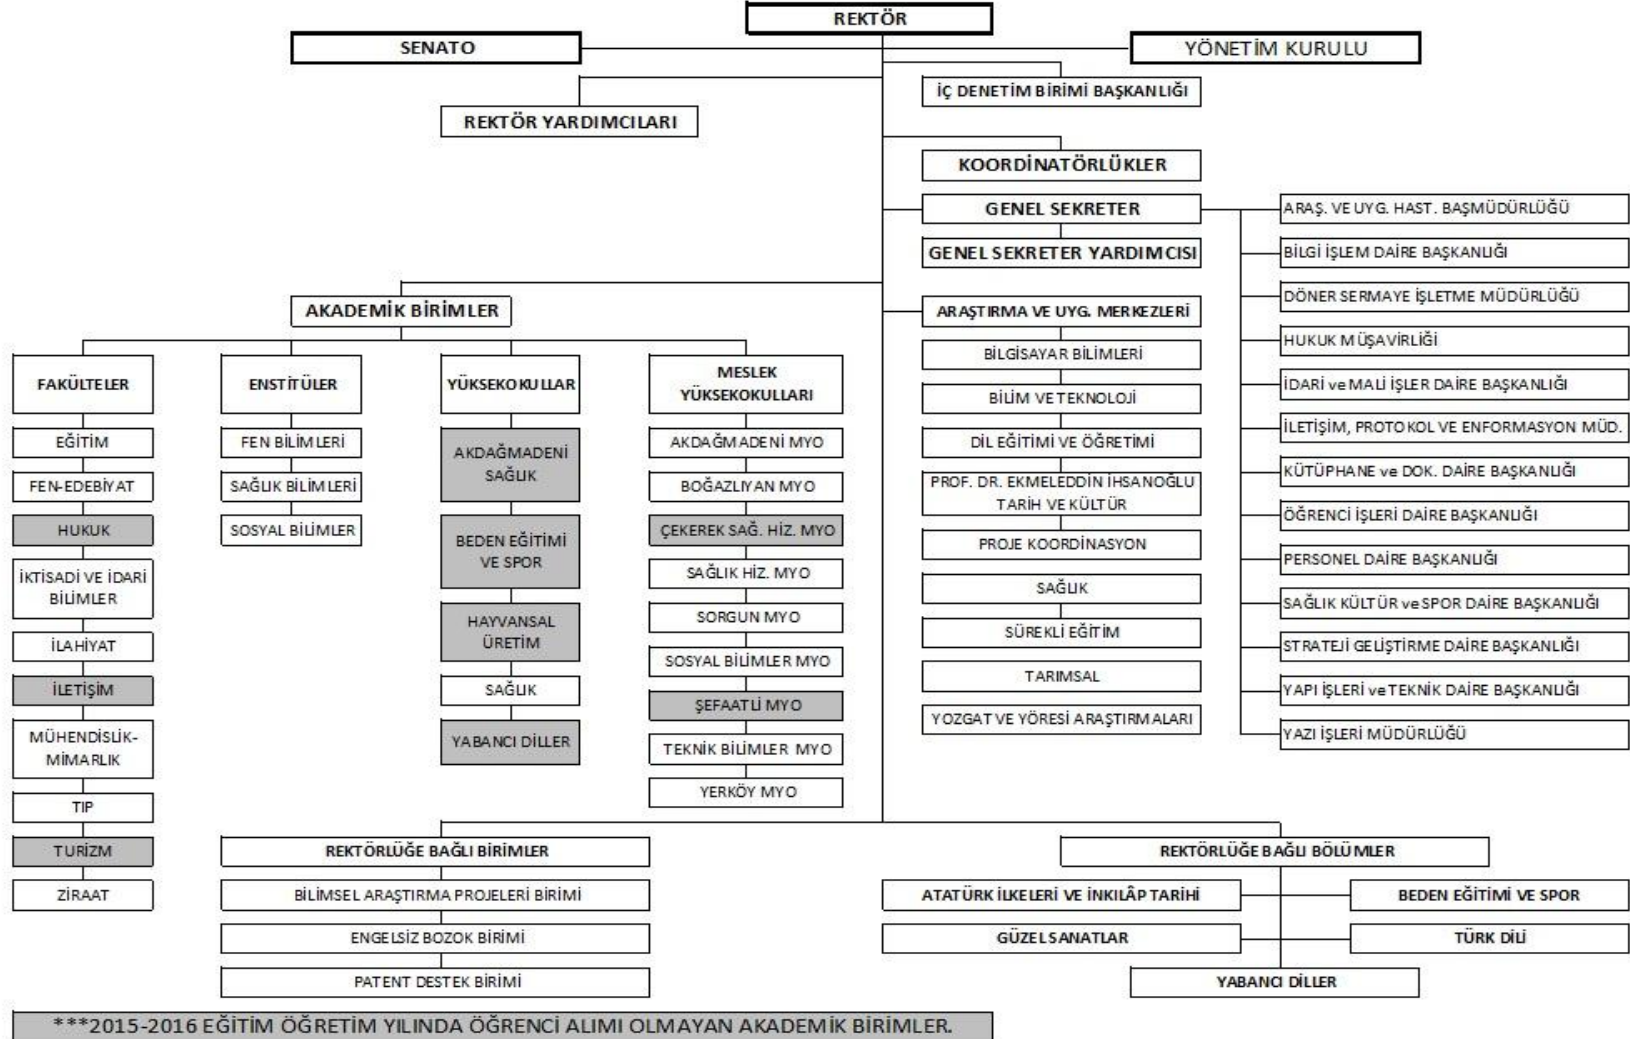 REKTÖR
SENATO
YÖNETİM KURULU
İÇ DENETİM BİRİMİ BAŞKANLIĞI
REKTÖR YARDIMCILARI
KOORDİNATÖRLÜKLER
GENEL SEKRETER
GENEL SEKRETER YARDIMCISI
ARAŞ. VE UYG. HAST. BAŞMÜDÜRLÜĞÜ
BİLGİ İŞLEM DAİRE BAŞKANLIĞI
DÖNER SERMAYE İŞLETME MÜDÜRLÜĞÜ
HUKUK MÜŞAVİRLİĞİ
İDARİ ve MALİ İŞLER DAİRE BAŞKANLIĞI
İLETİŞİM, PROTOKOL VE ENFORMASYON MÜD.
KÜTÜPHANE ve DOK. DAİRE BAŞKANLIĞI
ÖĞRENCİ İŞLERİ DAİRE BAŞKANLIĞI
PERSONEL DAİRE BAŞKANLIĞI
SAĞLIK KÜLTÜR ve SPOR DAİRE BAŞKANLIĞI
STRATEJİ GELİŞTİRME DAİRE BAŞKANLIĞI
YAPI İŞLERİ ve TEKNİK DAİRE BAŞKANLIĞI
YAZI İŞLERİ MÜDÜRLÜĞÜ
AKADEMİK BİRİMLER
FAKÜLTELER
EĞİTİM
FEN-EDEBİYAT
HUKUK
İKTİSADİ VE İDARİ
BİLİMLER
İLAHİYAT
İLETİŞİM
MÜHENDİSLİK-
MİMARLIK
TIP
TURİZM
ZİRAAT
ENSTİTÜLER
FEN BİLİMLERİ
SAĞLIK BİLİMLERİ
SOSYAL BİLİMLER
YÜKSEKOKULLAR
AKDAĞMADENİ
SAĞLIK
BEDEN EĞİTİMİ
VE SPOR
HAYVANSAL
ÜRETİM
SAĞLIK
YABANCI DİLLER
MESLEK
YÜKSEKOKULLARI
AKDAĞMADENİ MYO
BOĞAZLIYAN MYO
ÇEKEREK SAĞ. HİZ. MYO
SAĞLIK HİZ. MYO
SORGUN MYO
SOSYAL BİLİMLER MYO
ŞEFAATLİ MYO
TEKNİK BİLİMLER MYO
YERKÖY MYO
ARAŞTIRMA VE UYG. MERKEZLERİ
BİLGİSAYAR BİLİMLERİ
BİLİM VE TEKNOLOJİ
DİL EĞİTİMİ VE ÖĞRETİMİ
PROF. DR. EKMELEDDİN İHSANOĞLU
TARİH VE KÜLTÜR
PROJE KOORDİNASYON
SAĞLIK
SÜREKLİ EĞİTİM
TARIMSAL
YOZGAT VE YÖRESİ ARAŞTIRMALARI
REKTÖRLÜĞE BAĞLI BİRİMLER
BİLİMSEL ARAŞTIRMA PROJELERİ BİRİMİ
ENGELSİZ BOZOK BİRİMİ
PATENT DESTEK BİRİMİ
REKTÖRLÜĞE BAĞLI BÖLÜMLER
ATATÜRK İLKELERİ VE İNKILÂP TARİHİ
BEDEN EĞİTİMİ VE SPOR
GÜZEL SANATLAR
TÜRK DİLİ
YABANCI DİLLER
***2015-2016 EĞİTİM ÖĞRETİM YILINDA ÖĞRENCİ ALIMI OLMAYAN AKADEMİK BİRİMLER.